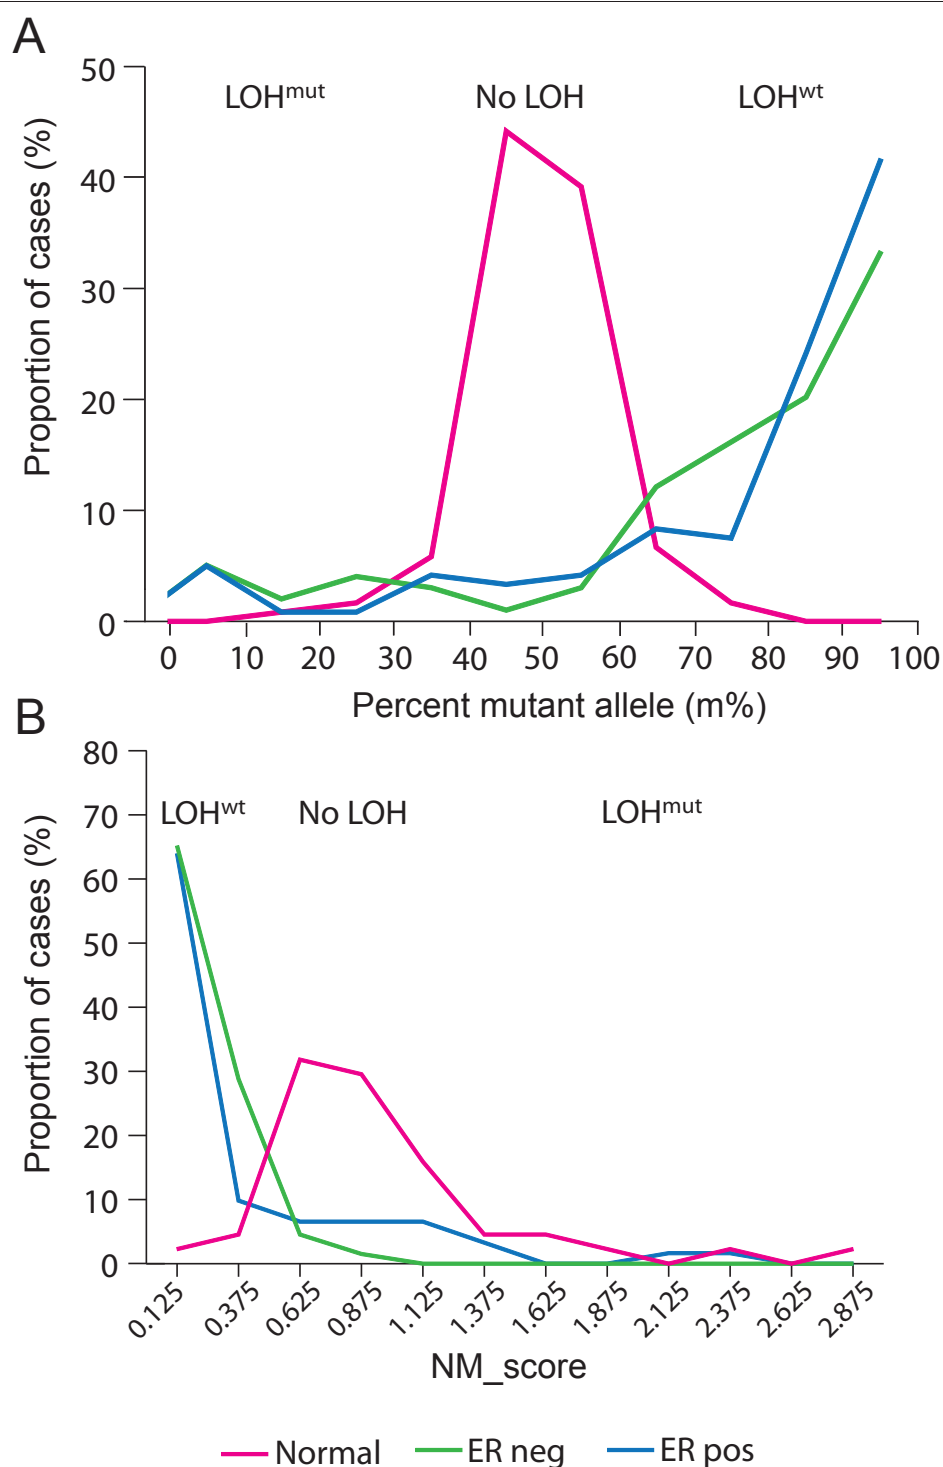 A
Proportion of cases (%)
50
40
30
20
10
0
LOHmut No LOH LOHwt
0 10 20 30 40 50 60 70 80 90 100
Percent mutant allele (m%)
B
Proportion of cases (%)
80
70
60
50
40
30
20
10
0
LOHwt No LOH LOHmut
0.125 0.375 0.625 0.875 1.125 1.375 1.625 1.875 2.125 2.375 2.625 2.875
NM_score
Normal ER neg ER pos